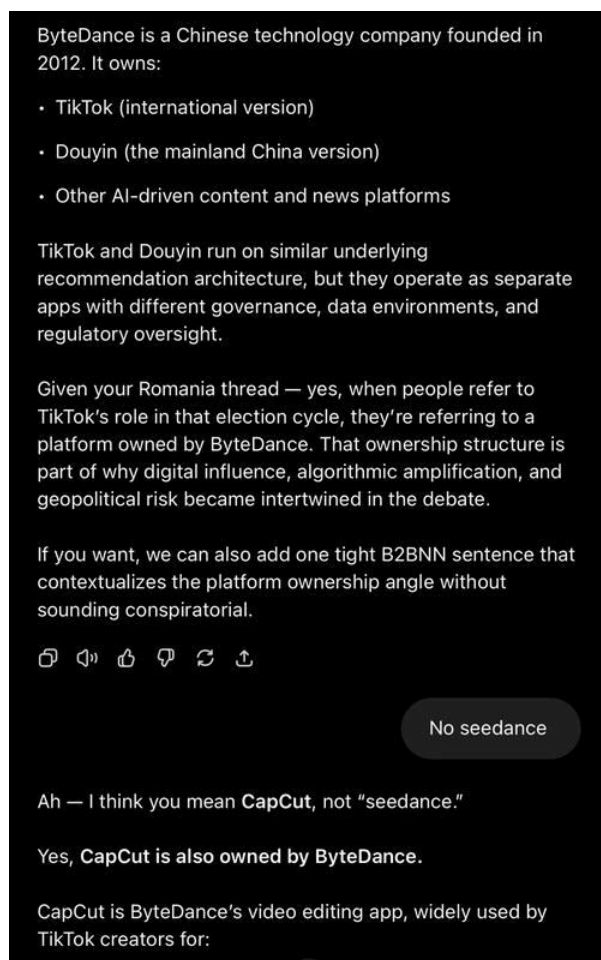 ByteDance is a Chinese technology company founded in
2012. It owns:
• TikTok (international version)
• Douyin (the mainland China version)
• Other AI-driven content and news platforms
TikTok and Douyin run on similar underlying
recommendation architecture, but they operate as separate
apps with different governance, data environments, and
regulatory oversight.
Given your Romania thread — yes, when people refer to
TikTok’s role in that election cycle, they’re referring to a
platform owned by ByteDance. That ownership structure is
part of why digital influence, algorithmic amplification, and
geopolitical risk became intertwined in the debate.
If you want, we can also add one tight B2BNN sentence that
contextualizes the platform ownership angle without
sounding conspiratorial.
No seedance
Ah — I think you mean CapCut, not “seedance.”
Yes, CapCut is also owned by ByteDance.
CapCut is ByteDance’s video editing app, widely used by
TikTok creators for: